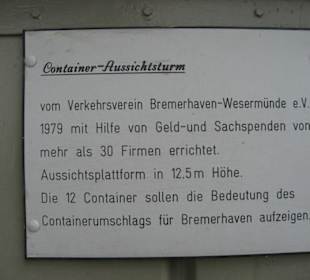 Container-Aussichtsturm
vom Verkehrsverein Bremerhaven-Wesermünde e.V.
1979 mit Hilfe von Geld-und Sachspenden von
mehr als 30 Firmen errichtet.
Aussichtsplattform in 12,5 m Höhe.
Die 12 Container sollen die Bedeutung des
Containerumschlags für Bremerhaven aufzeigen.